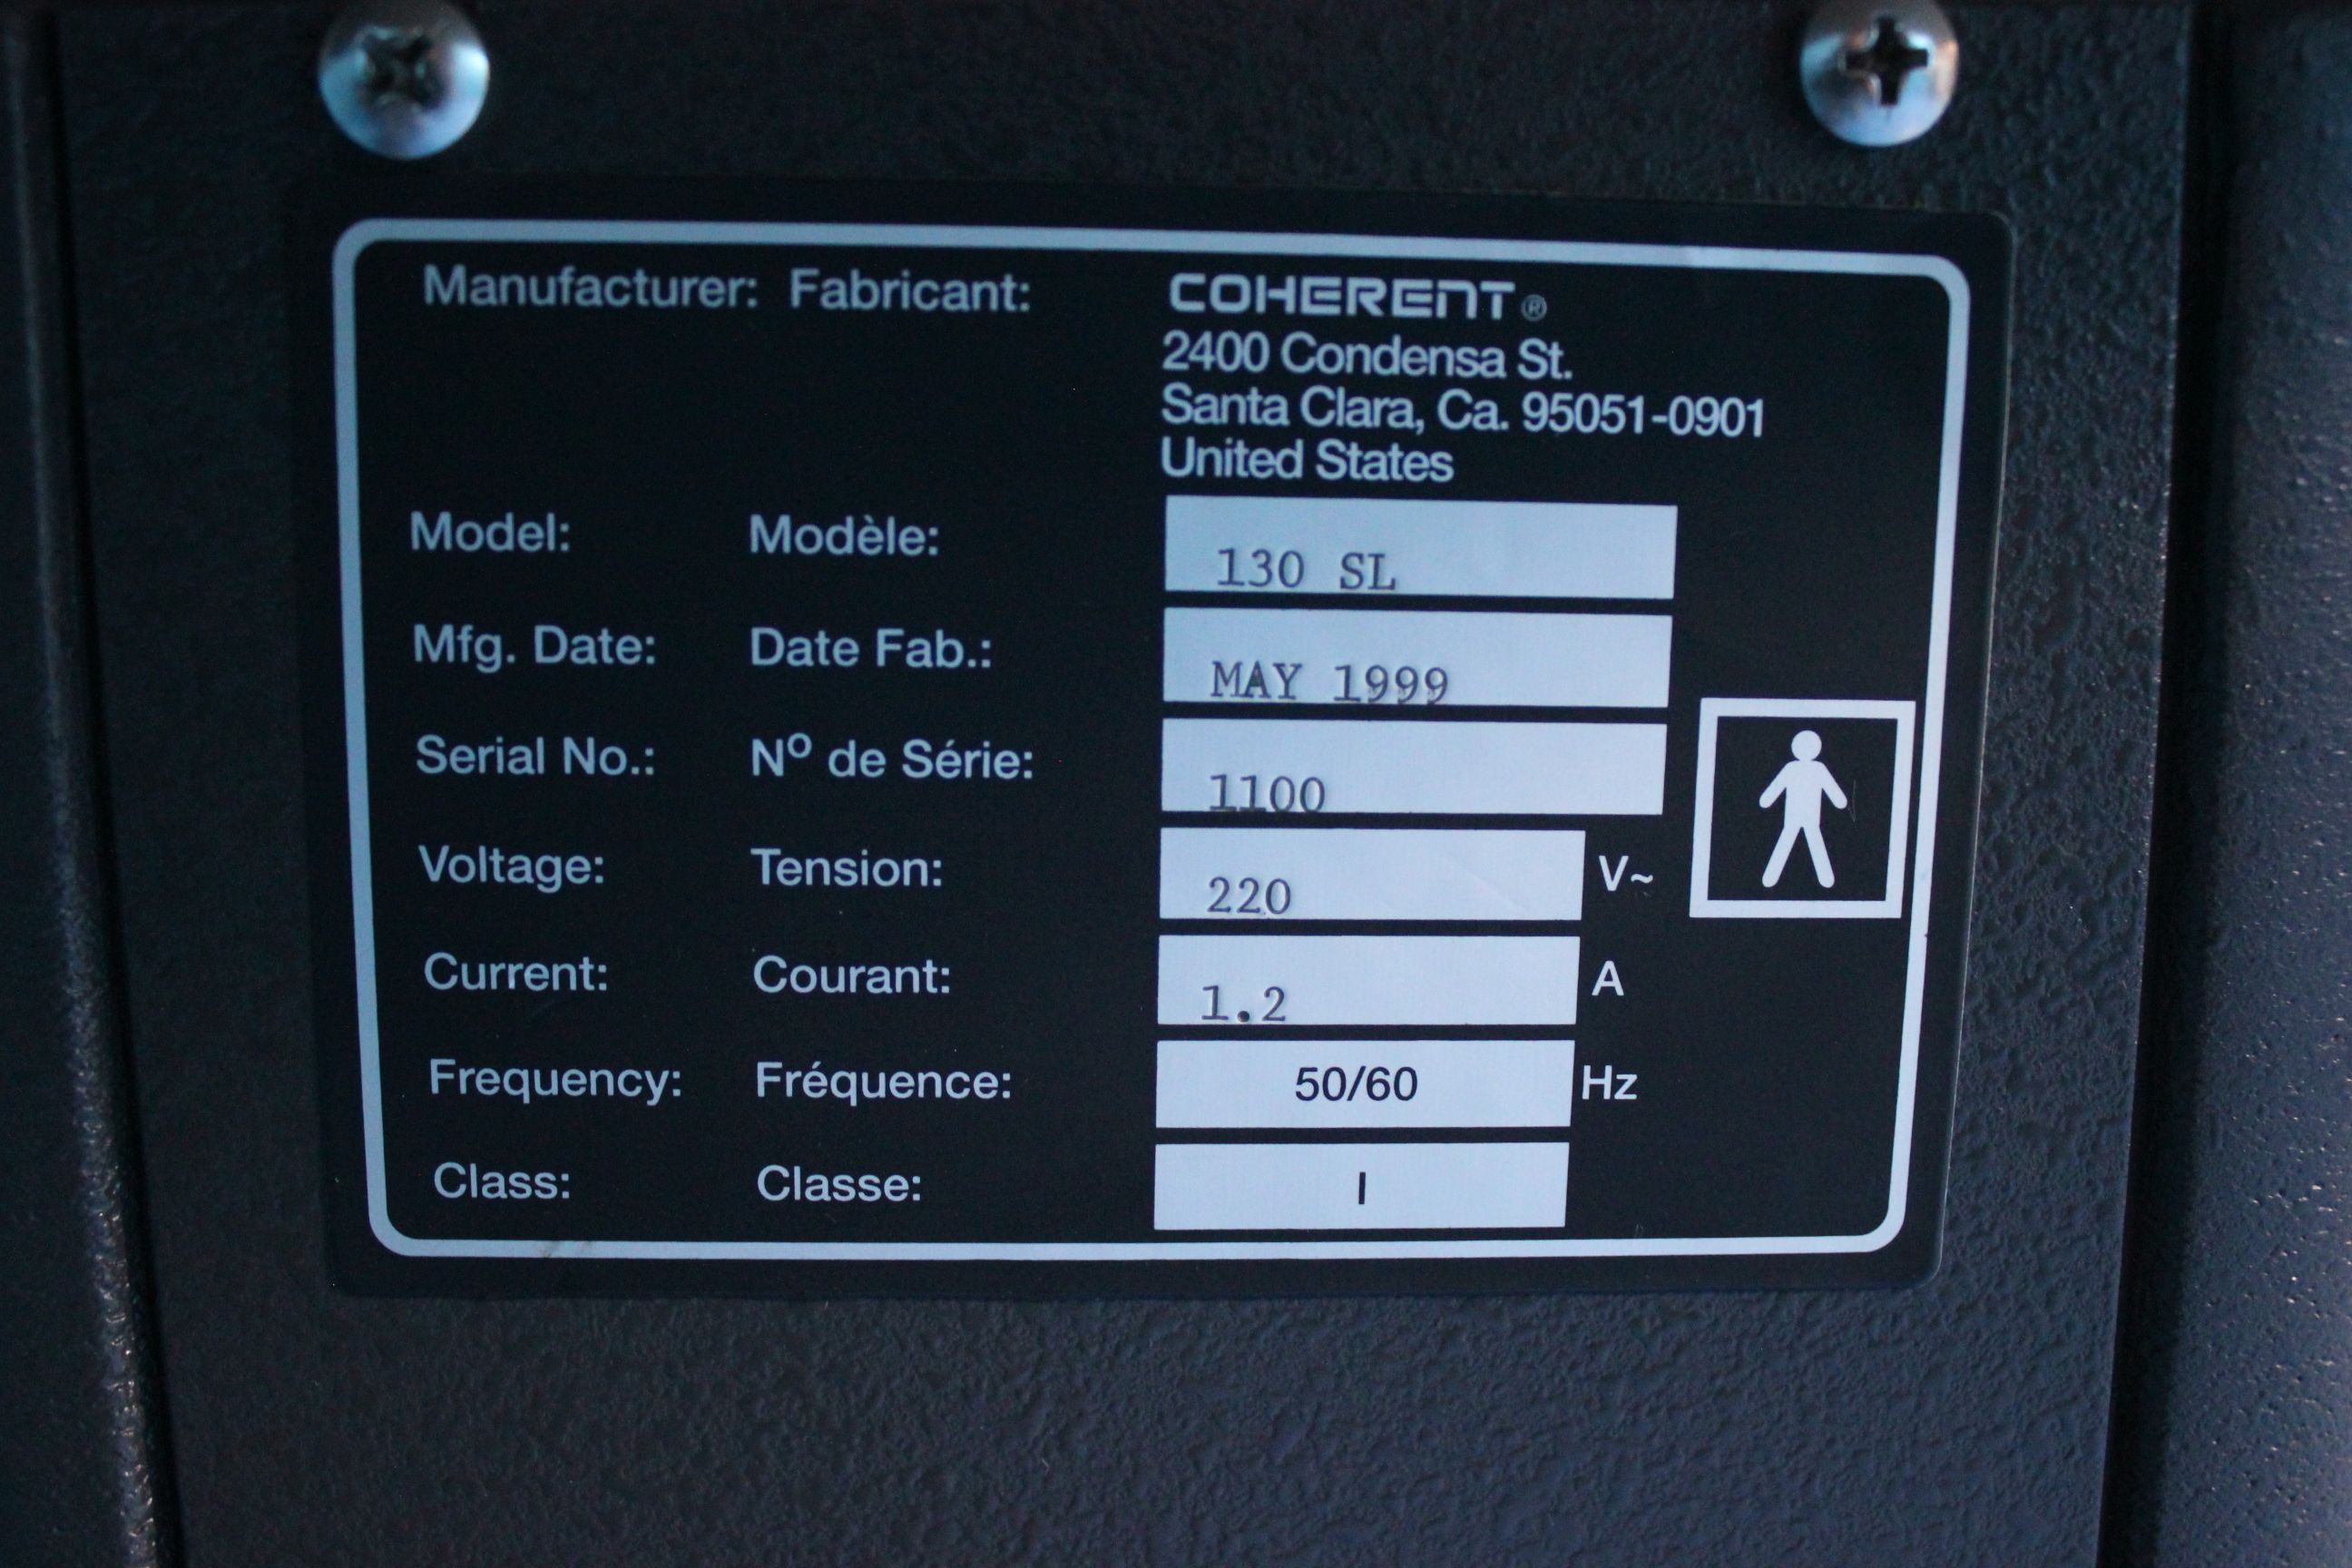 Manufacturer: Fabricant: COHERENT®
2400 Condensa St.
Santa Clara, Ca. 95051-0901
United States
Model: Modèle: 130 SL
Mfg. Date: Date Fab.: MAY 1999
Serial No.: Nº de Série: 1100
Voltage: Tension: 220 V~
Current: Courant: 1.2 A
Frequency: Fréquence: 50/60 Hz
Class: Classe: I